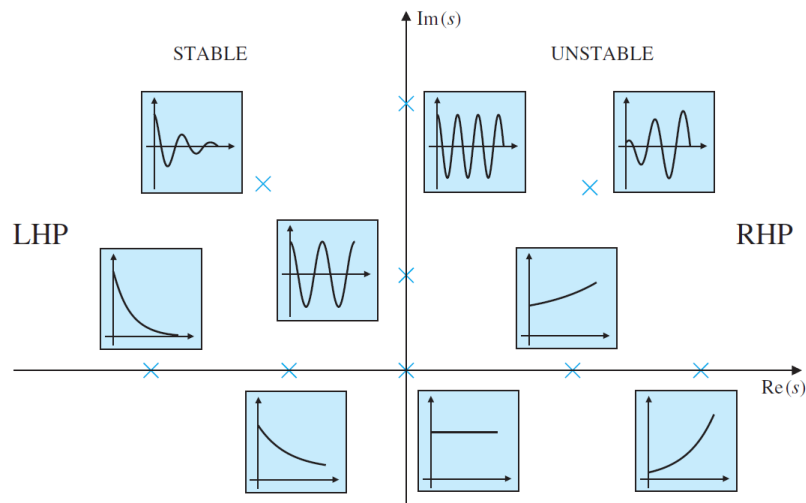 Im(s)
STABLE
UNSTABLE
LHP
RHP
Re(s)